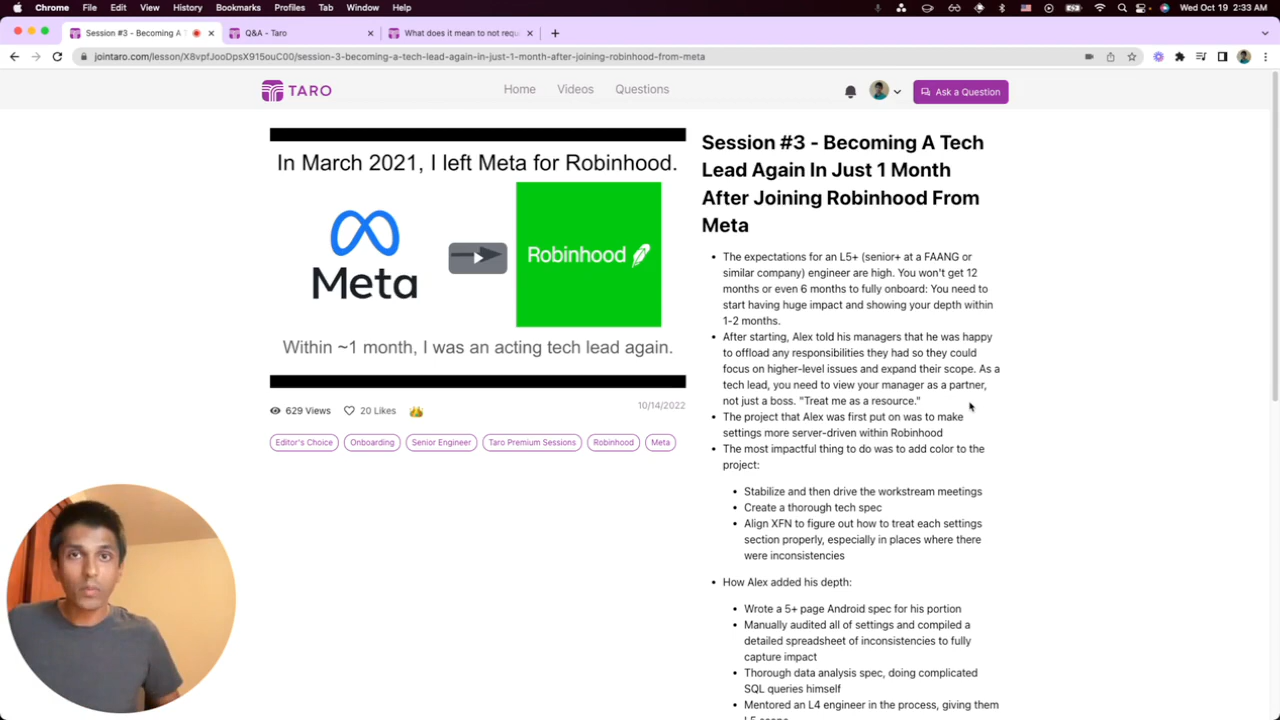 Chrome File Edit View History Bookmarks Profiles Tab Window Help Wed Oct 19 2:33 AM
Session #3 - Becoming A T Q&A - Taro What does it mean to not requ
jointaro.com/lesson/X8vpfJooDpsX915ouC00/session-3-becoming-a-tech-lead-again-in-just-1-month-after-joining-robinhood-from-meta
TARO Home Videos Questions Ask a Question
In March 2021, I left Meta for Robinhood.
Meta
Robinhood
Within ~1 month, I was an acting tech lead again.
629 Views 20 Likes 10/14/2022
Editor's Choice Onboarding Senior Engineer Taro Premium Sessions Robinhood Meta
Session #3 - Becoming A Tech
Lead Again In Just 1 Month
After Joining Robinhood From
Meta
• The expectations for an L5+ (senior+ at a FAANG or
similar company) engineer are high. You won't get 12
months or even 6 months to fully onboard: You need to
start having huge impact and showing your depth within
1-2 months.
• After starting, Alex told his managers that he was happy
to offload any responsibilities they had so they could
focus on higher-level issues and expand their scope. As a
tech lead, you need to view your manager as a partner,
not just a boss. "Treat me as a resource."
• The project that Alex was first put on was to make
settings more server-driven within Robinhood
• The most impactful thing to do was to add color to the
project:
• Stabilize and then drive the workstream meetings
• Create a thorough tech spec
• Align XFN to figure out how to treat each settings
section properly, especially in places where there
were inconsistencies
• How Alex added his depth:
• Wrote a 5+ page Android spec for his portion
• Manually audited all of settings and compiled a
detailed spreadsheet of inconsistencies to fully
capture impact
• Thorough data analysis spec, doing complicated
SQL queries himself
• Mentored an L4 engineer in the process, giving them